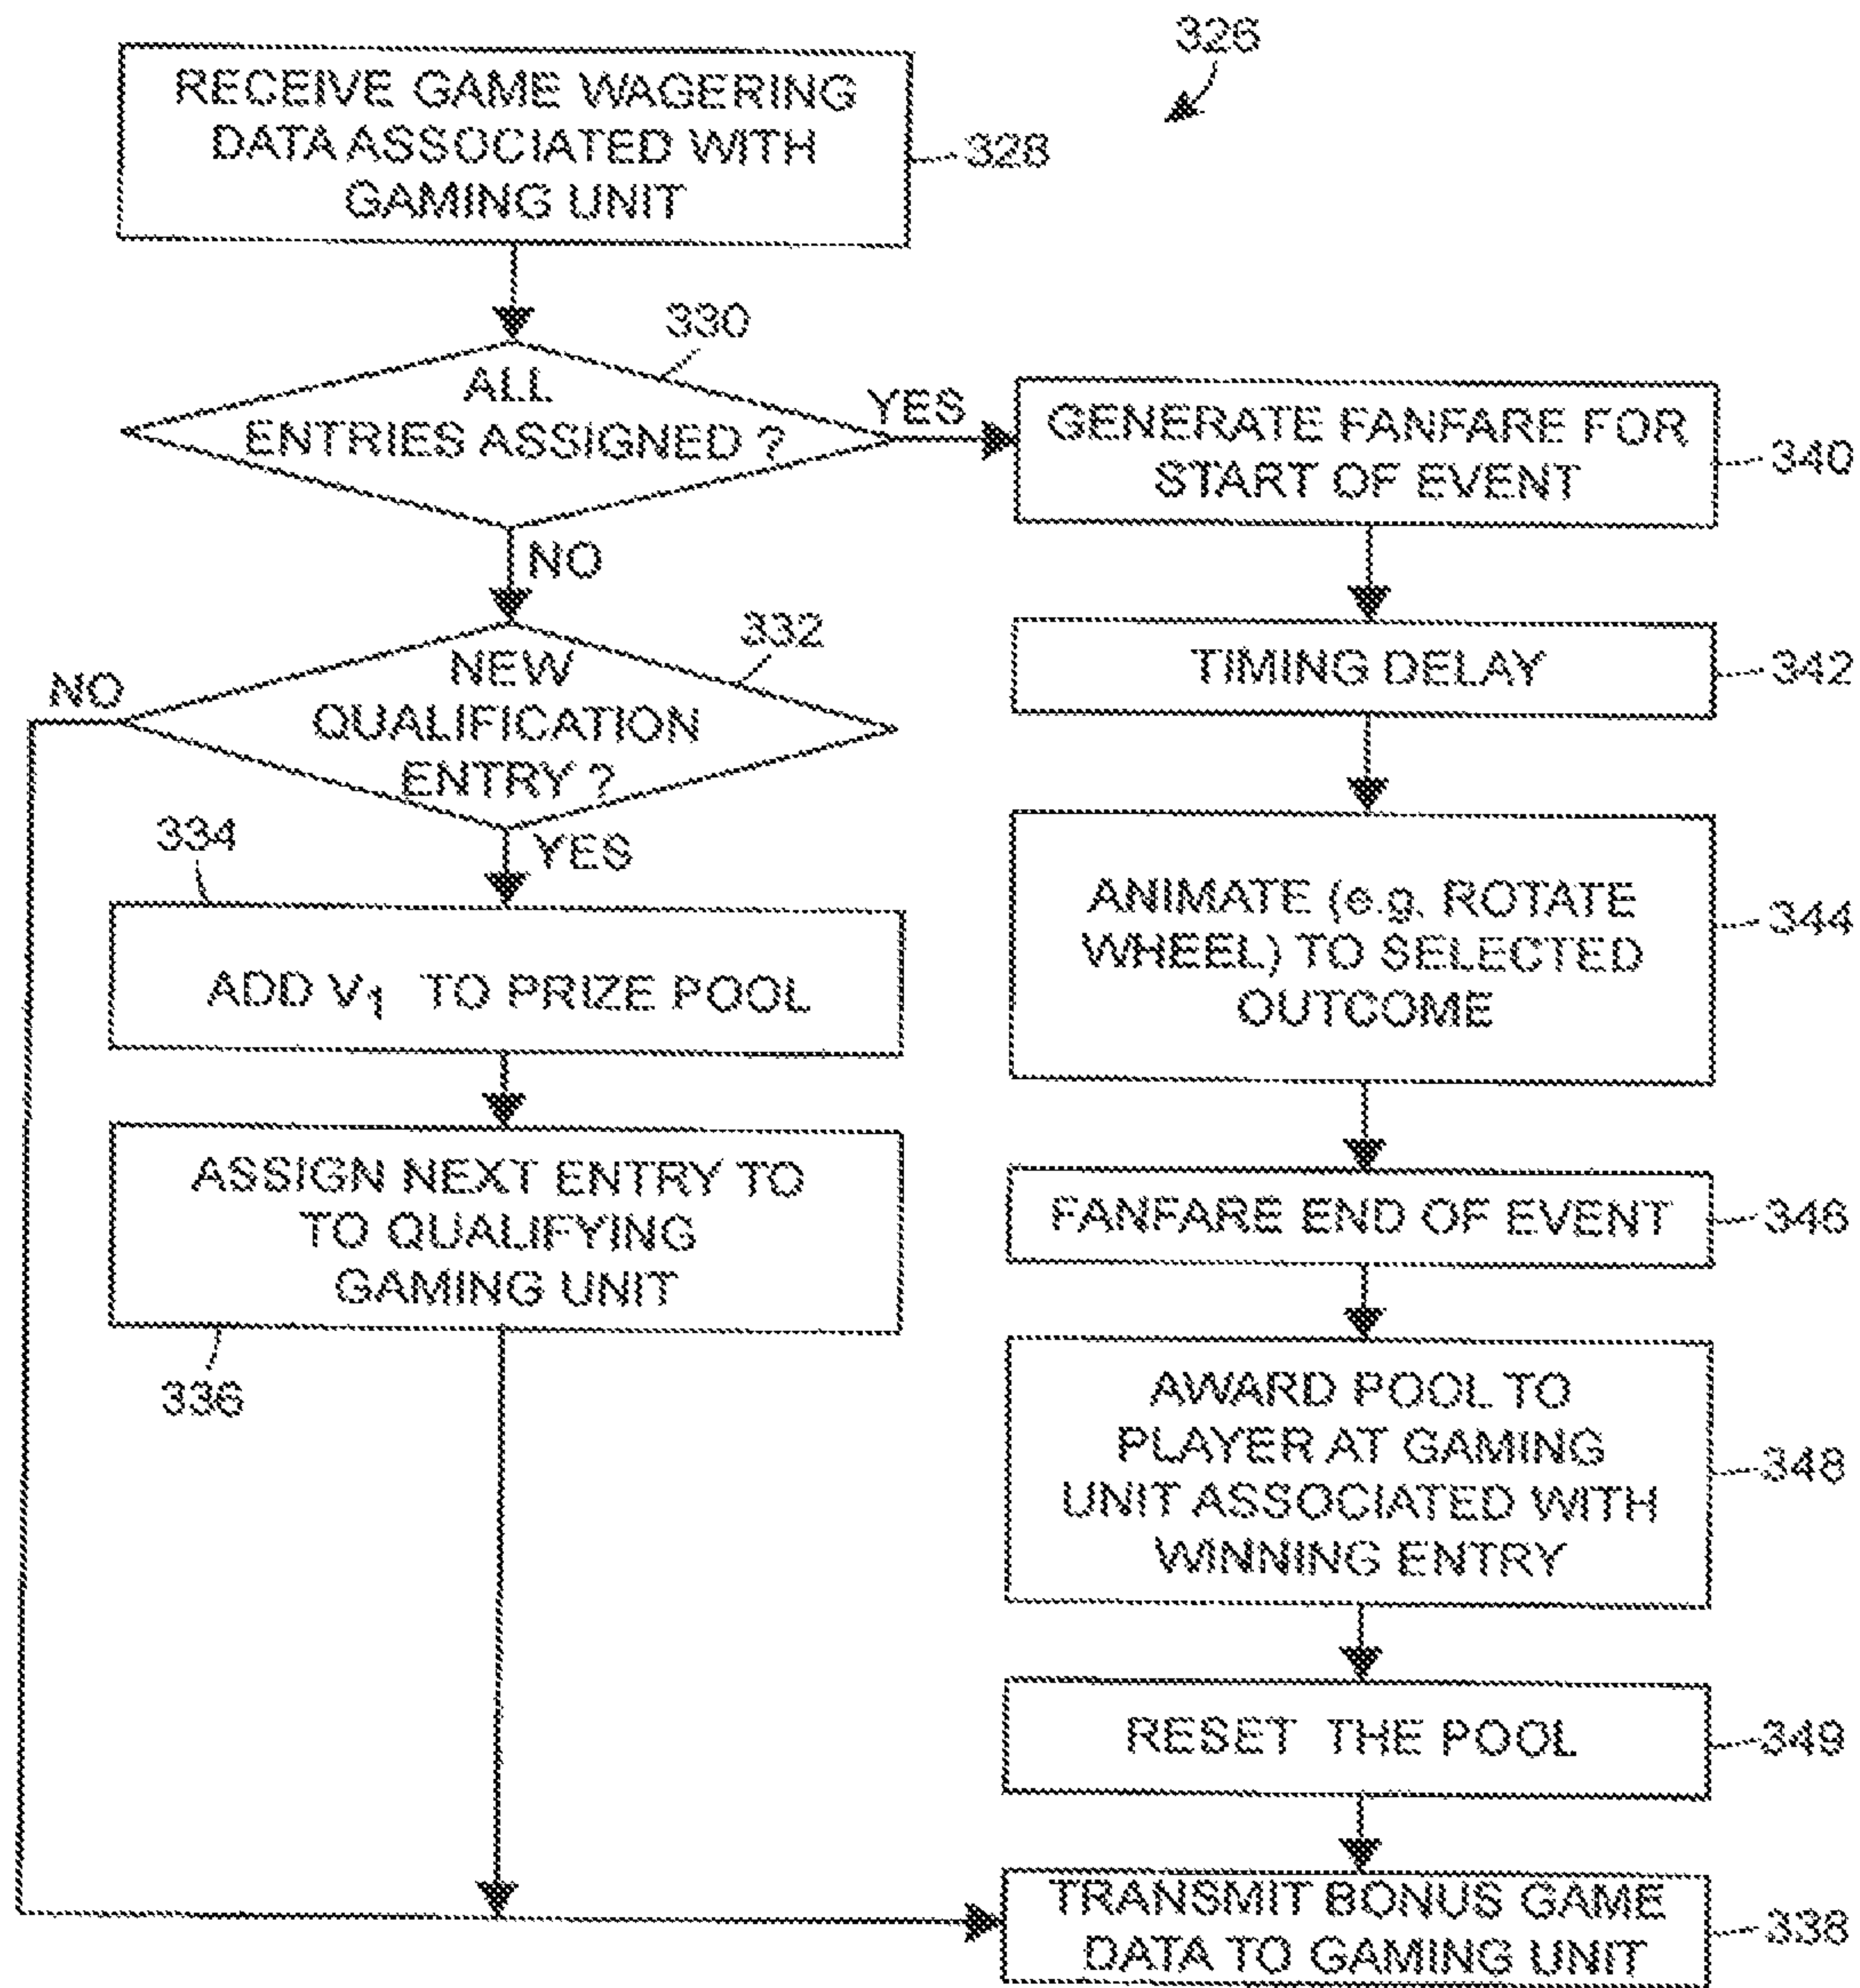 326
RECEIVE GAME WAGERING
DATA ASSOCIATED WITH
GAMING UNIT
328
330
ALL
ENTRIES ASSIGNED ?
YES
NO
GENERATE FANFARE FOR
START OF EVENT
340
332
NEW
QUALIFICATION
ENTRY ?
NO
YES
TIMING DELAY
342
334
ADD V1 TO PRIZE POOL
ANIMATE (e.g. ROTATE
WHEEL) TO SELECTED
OUTCOME
344
ASSIGN NEXT ENTRY TO
TO QUALIFYING
GAMING UNIT
336
FANFARE END OF EVENT
346
AWARD POOL TO
PLAYER AT GAMING
UNIT ASSOCIATED WITH
WINNING ENTRY
348
RESET THE POOL
349
TRANSMIT BONUS GAME
DATA TO GAMING UNIT
338